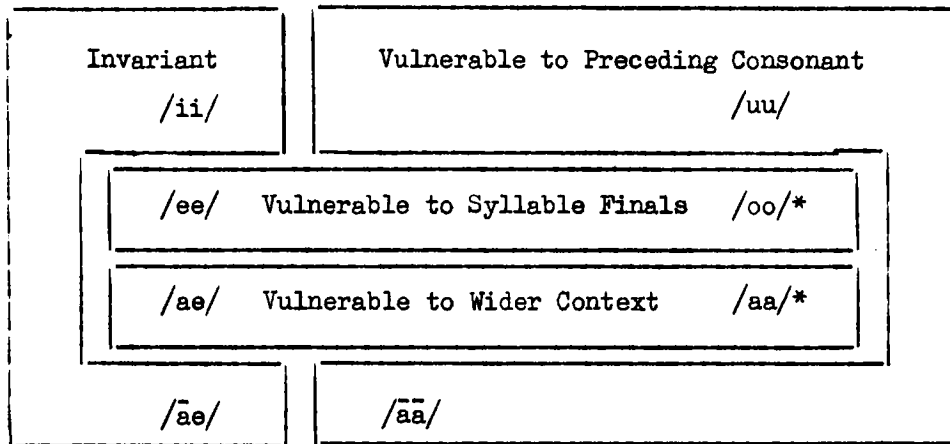 Invariant Vulnerable to Preceding Consonant
/ii/ /uu/
/ee/ Vulnerable to Syllable Finals /oo/*
/ae/ Vulnerable to Wider Context /aa/*
/āe/ /āā/